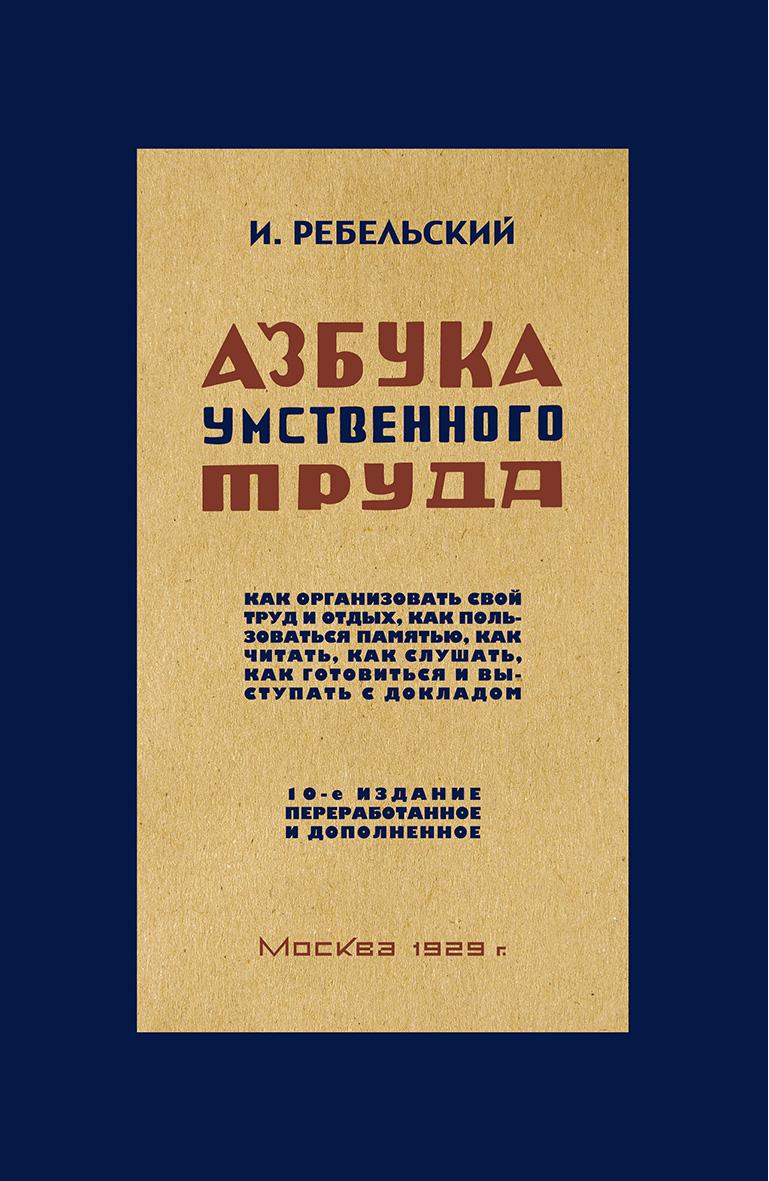 И. РЕБЕЛЬСКИЙ
АЗБУКА
УМСТВЕННОГО
ТРУДА
КАК ОРГАНИЗОВАТЬ СВОЙ
ТРУД И ОТДЫХ, КАК ПОЛЬ-
ЗОВАТЬСЯ ПАМЯТЬЮ, КАК
ЧИТАТЬ, КАК СЛУШАТЬ,
КАК ГОТОВИТЬСЯ И ВЫ-
СТУПАТЬ С ДОКЛАДОМ
10-е ИЗДАНИЕ
ПЕРЕРАБОТАННОЕ
И ДОПОЛНЕННОЕ
Москва 1929 г.